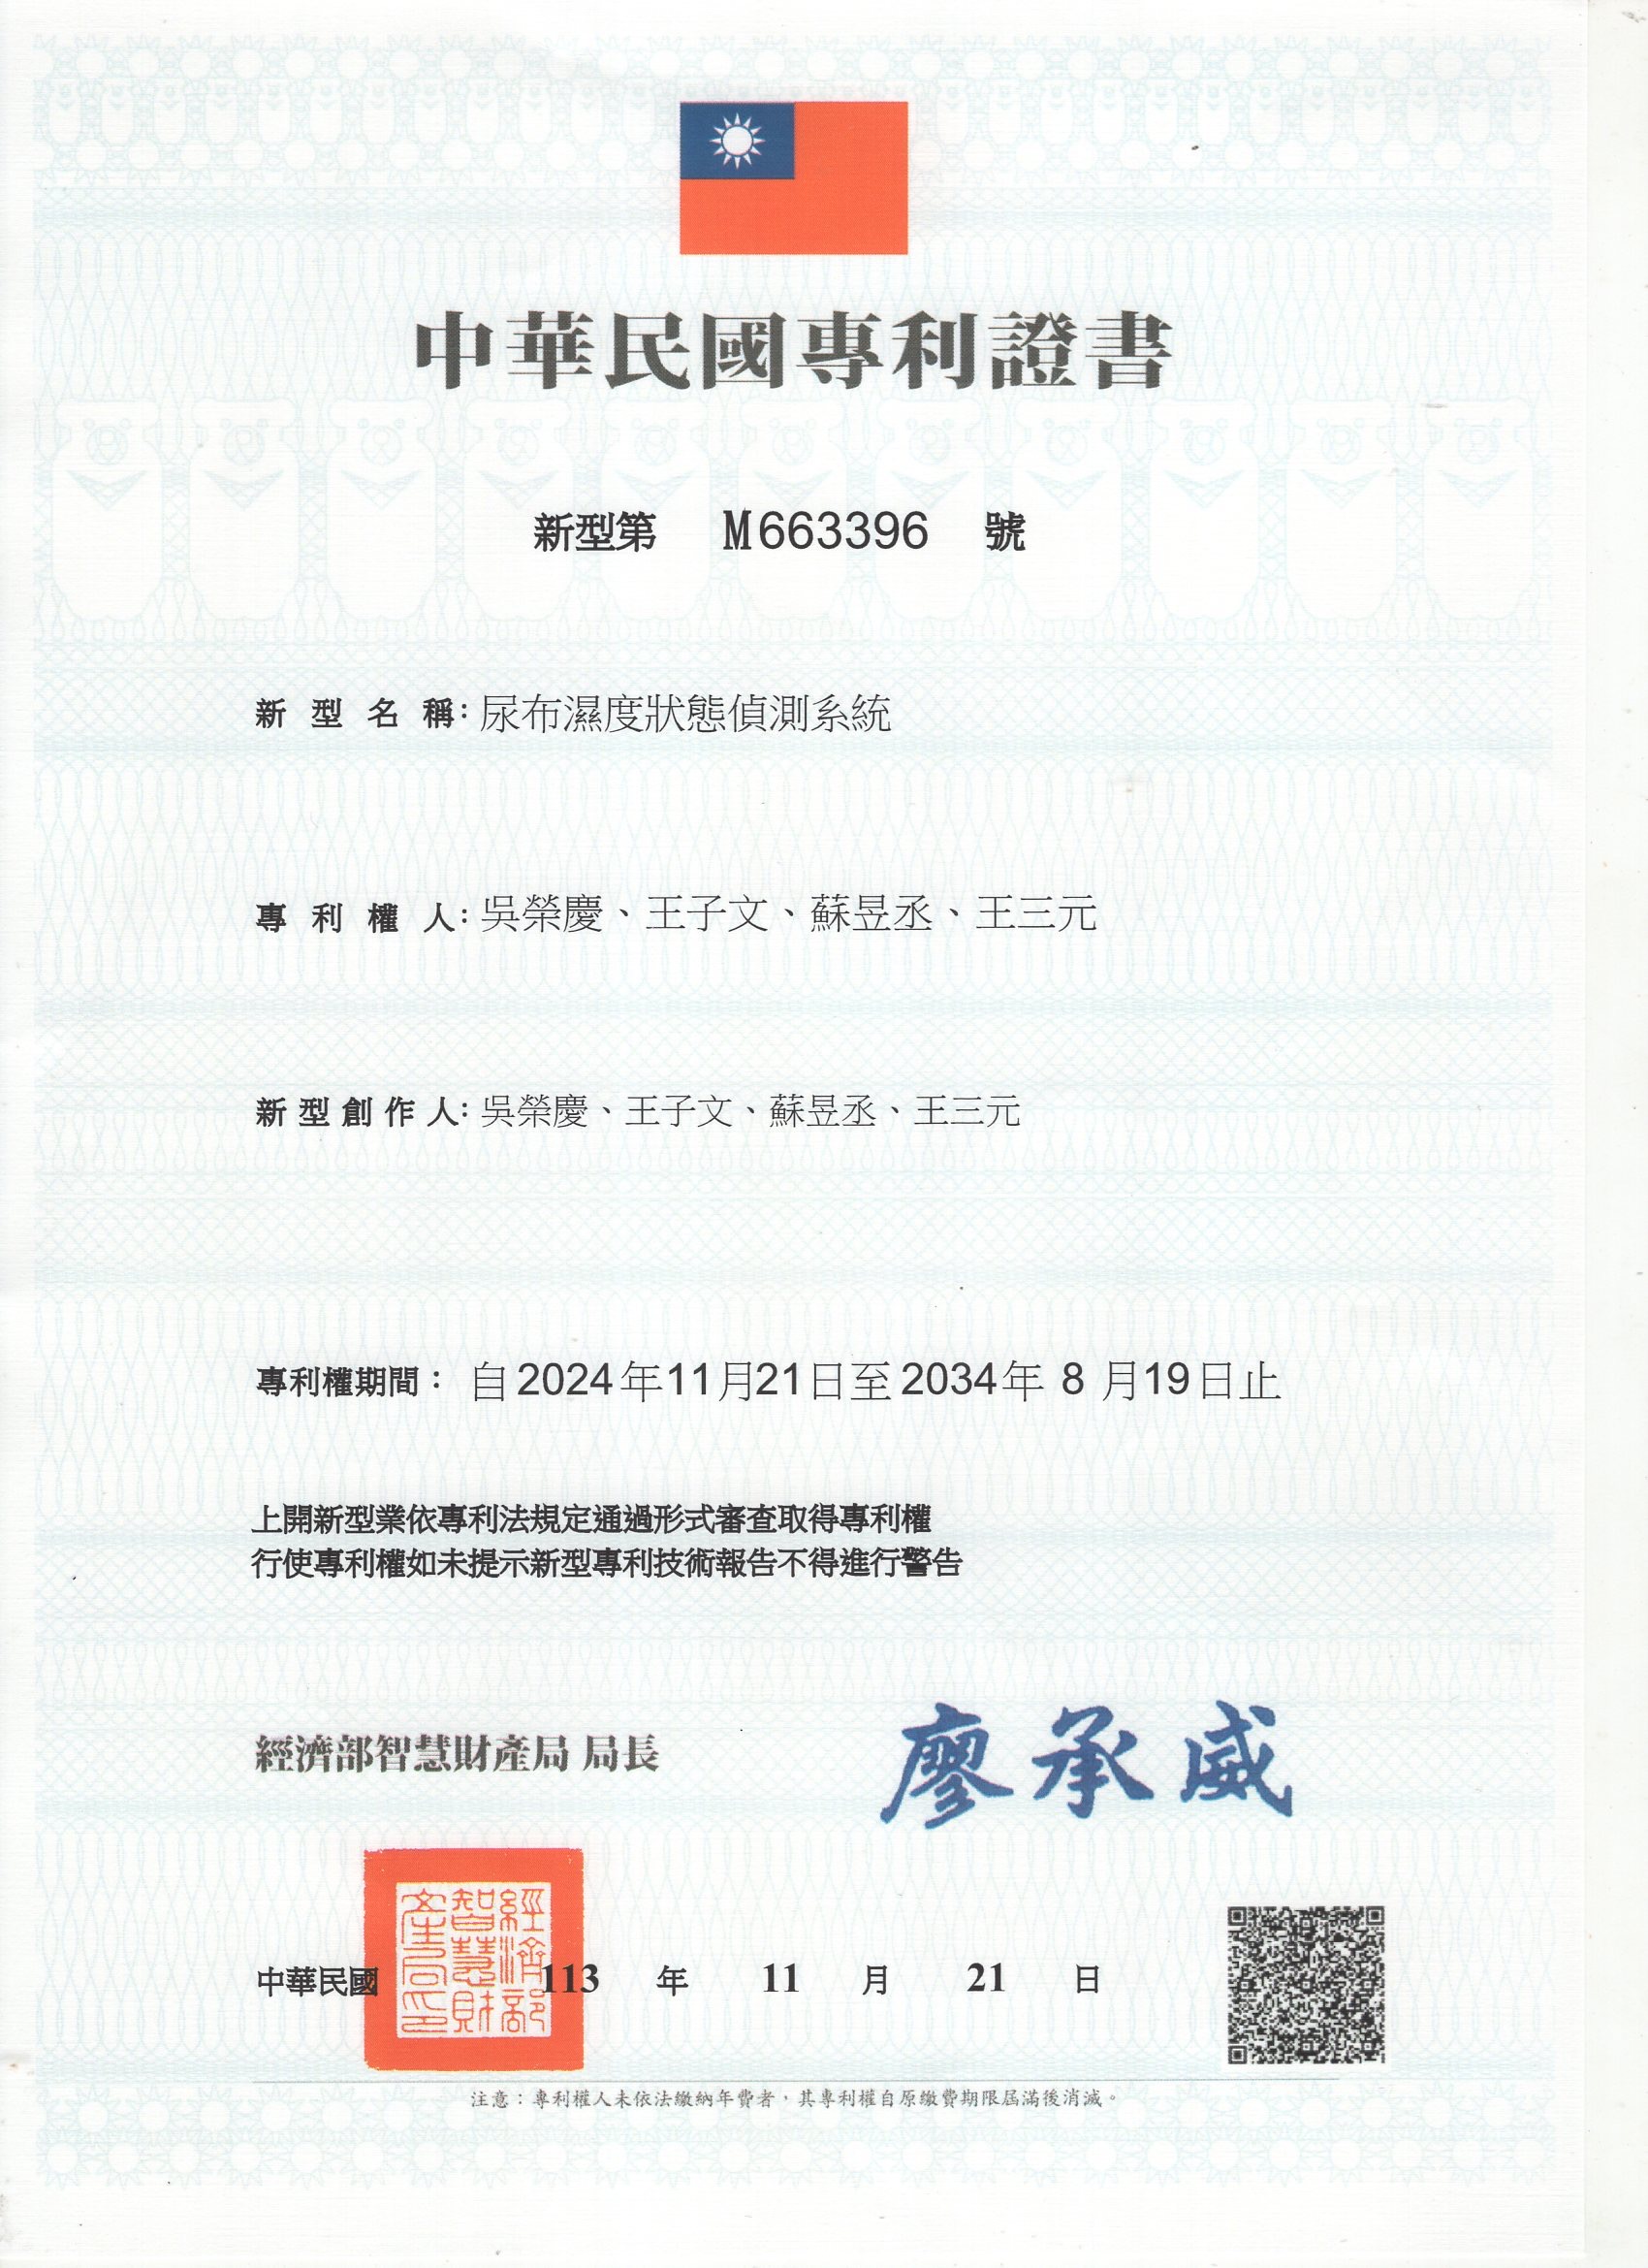 中華民國專利證書
新型第 M663396 號
新型名稱：尿布濕度狀態偵測系統
專利權人：吳榮慶、王子文、蘇昱丞、王三元
新型創作人：吳榮慶、王子文、蘇昱丞、王三元
專利權期間： 自2024年11月21日至2034年 8 月19日止
上開新型業依專利法規定通過形式審查取得專利權
行使專利權如未提示新型專利技術報告不得進行警告
經濟部智慧財產局 局長 廖承威
經濟部智慧財產局印
中華民國 113 年 11 月 21 日
注意：專利權人未依法繳納年費者，其專利權自原繳費期限屆滿後消滅。